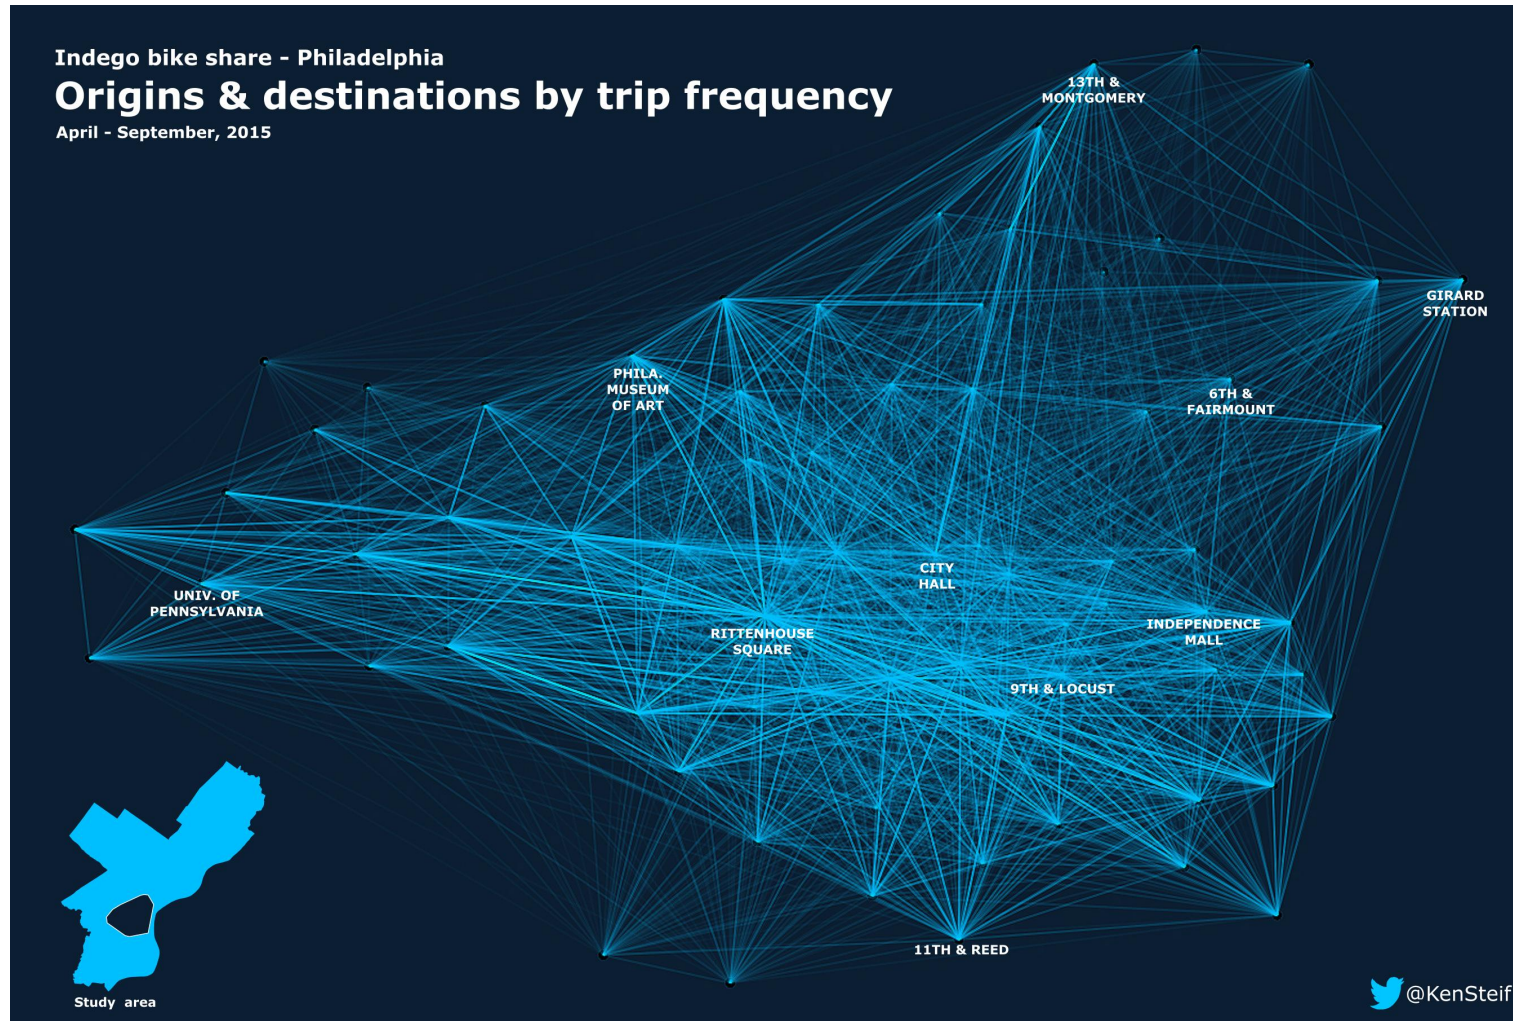 Indego bike share - Philadelphia
Origins & destinations by trip frequency
April - September, 2015
13TH &
MONTGOMERY
GIRARD
STATION
PHILA.
MUSEUM
OF ART
6TH &
FAIRMOUNT
CITY
HALL
UNIV. OF
PENNSYLVANIA
RITTENHOUSE
SQUARE
INDEPENDENCE
MALL
9TH & LOCUST
11TH & REED
Study area
@KenSteif